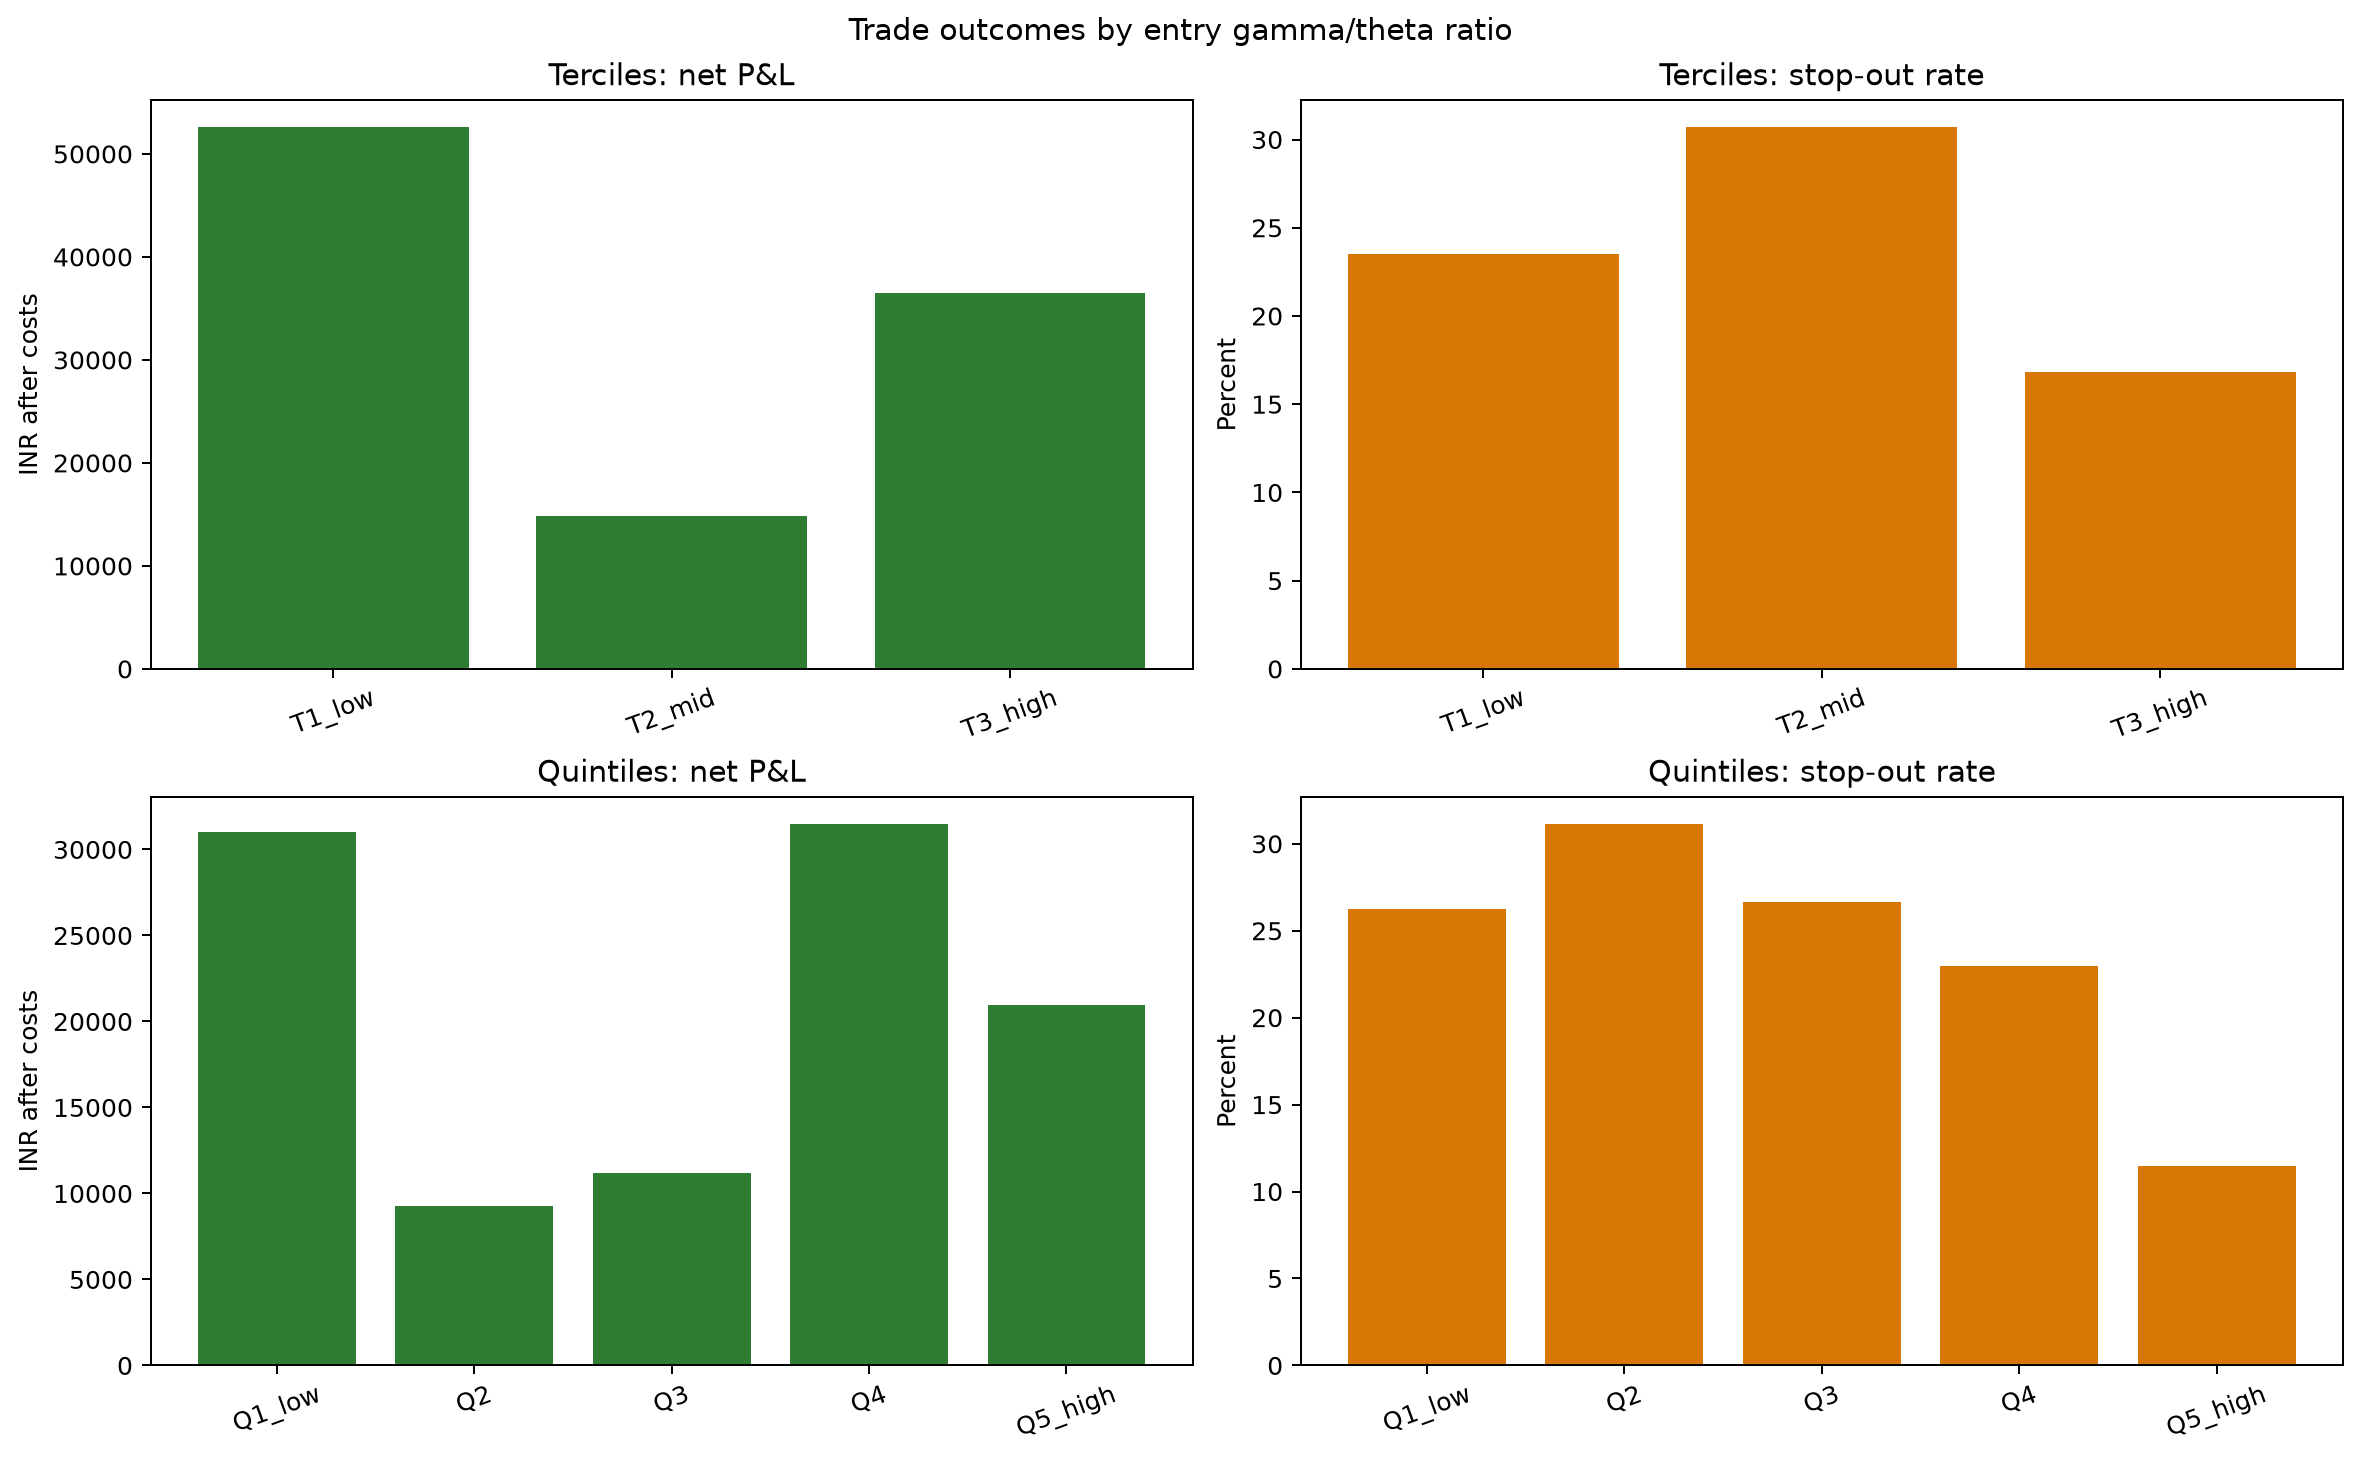 Trade outcomes by entry gamma/theta ratio
Terciles: net P&L
INR after costs
50000
40000
30000
20000
10000
0
T1_low
T2_mid
T3_high
Terciles: stop-out rate
Percent
30
25
20
15
10
5
0
T1_low
T2_mid
T3_high
Quintiles: net P&L
INR after costs
30000
25000
20000
15000
10000
5000
0
Q1_low
Q2
Q3
Q4
Q5_high
Quintiles: stop-out rate
Percent
30
25
20
15
10
5
0
Q1_low
Q2
Q3
Q4
Q5_high